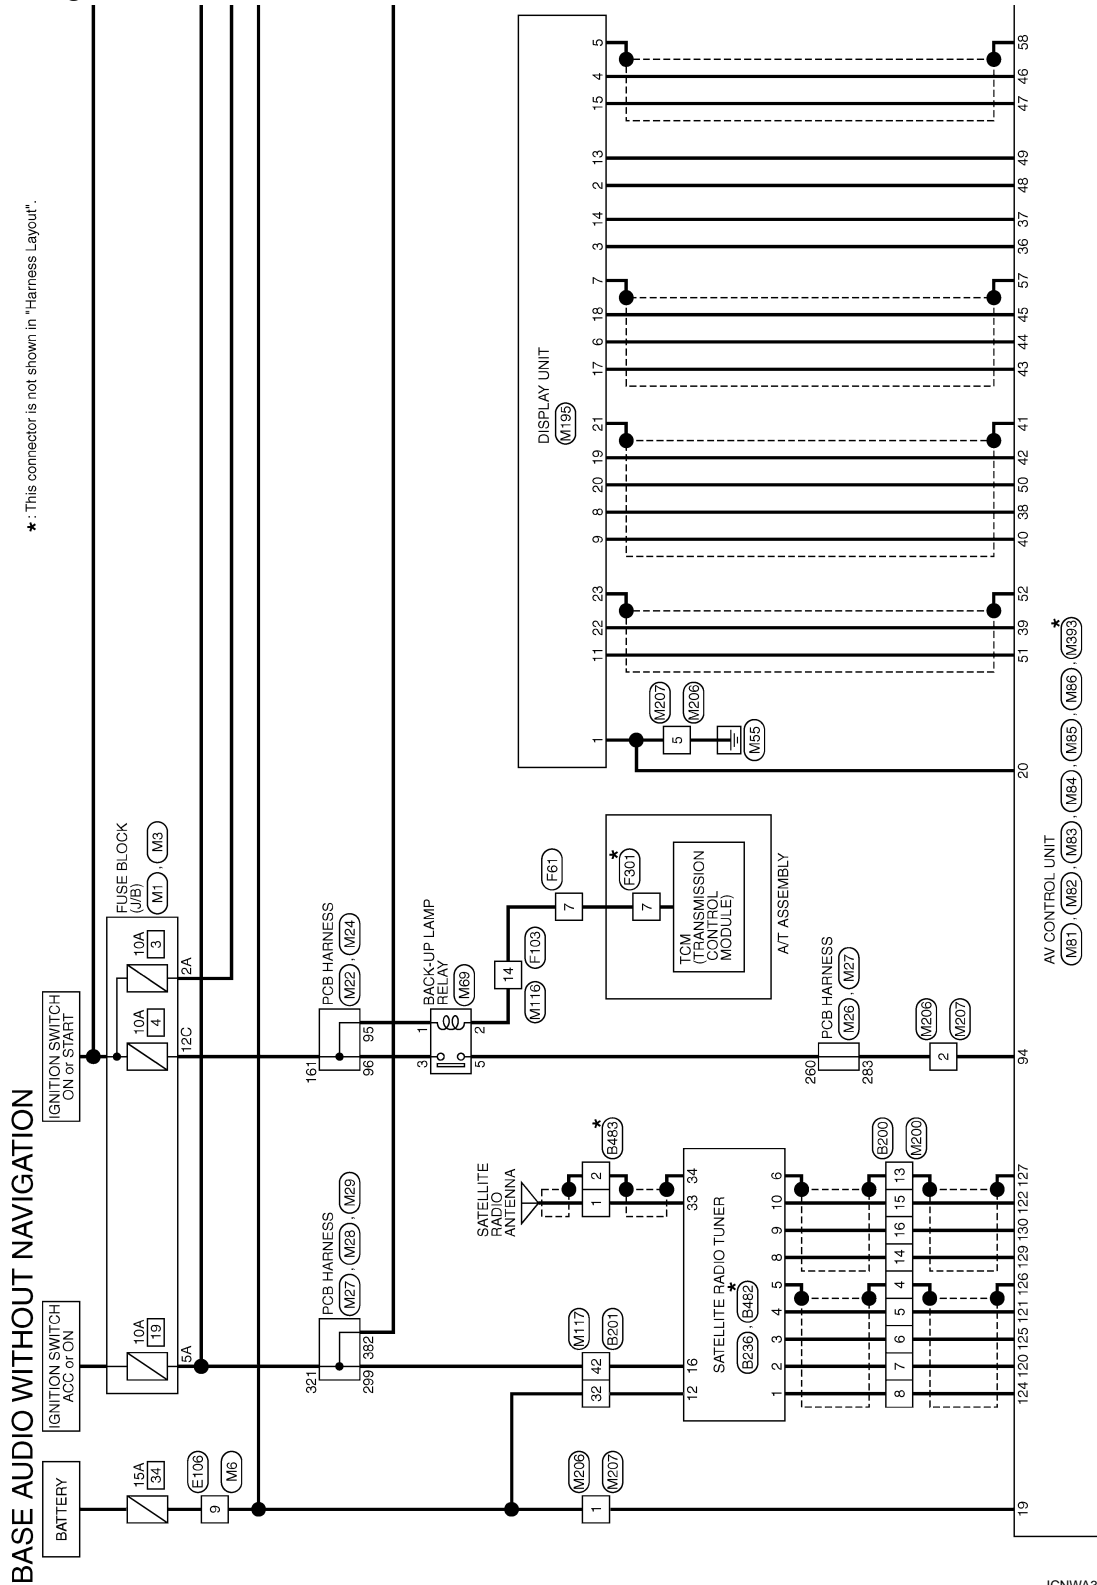 BASE AUDIO WITHOUT NAVIGATION
* : This connector is not shown in "Harness Layout".
BATTERY
15A
34
9
E106
M6
IGNITION SWITCH
ACC or ON
10A
19
5A
IGNITION SWITCH
ON or START
10A
4
12C
10A
3
2A
FUSE BLOCK
(J/B)
M1 , M3
321
299
382
PCB HARNESS
M27 , M28 , M29
161
96
95
PCB HARNESS
M22 , M24
BACK-UP LAMP
RELAY
M69
3
1
5
2
14
M116
F103
7
F61
7
* F301
TCM
(TRANSMISSION
CONTROL
MODULE)
A/T ASSEMBLY
1
M206
M207
32
42
M117
B201
12
16
SATELLITE
RADIO
ANTENNA
1
2
* B483
33
34
SATELLITE RADIO TUNER
B236 , * B482
1
2
3
4
5
8
9
10
6
8
7
6
5
4
14
16
15
13
B200
M200
260
283
PCB HARNESS
M26 , M27
2
M206
M207
DISPLAY UNIT
M195
1
11
22
23
9
8
20
19
21
17
6
18
7
3
14
2
13
15
4
5
5
M207
M206
M55
19
124
120
125
121
126
129
130
122
127
94
20
51
39
52
40
38
50
42
41
43
44
45
57
36
37
48
49
47
46
58
AV CONTROL UNIT
M81 , M82 , M83 , M84 , M85 , M86 , * M393